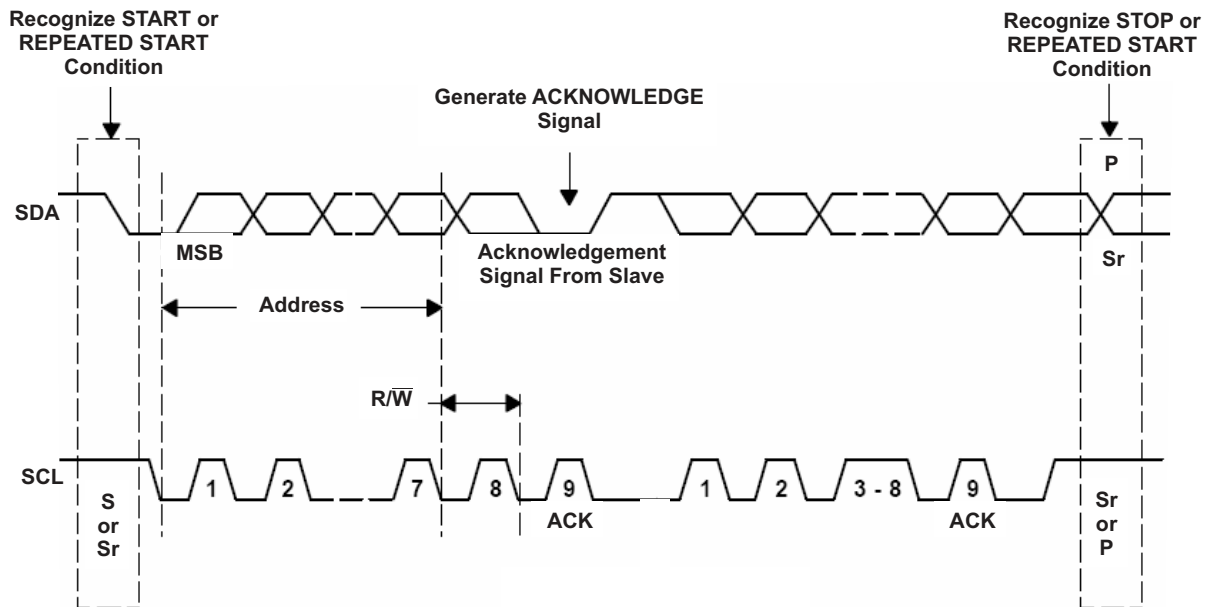 Recognize START or
REPEATED START
Condition
Recognize STOP or
REPEATED START
Condition
Generate ACKNOWLEDGE
Signal
P
SDA
MSB
Acknowledgement
Signal From Slave
Sr
Address
R/W̅
SCL
1
2
7
8
9
1
2
3 - 8
9
ACK
ACK
S
or
Sr
Sr
or
P